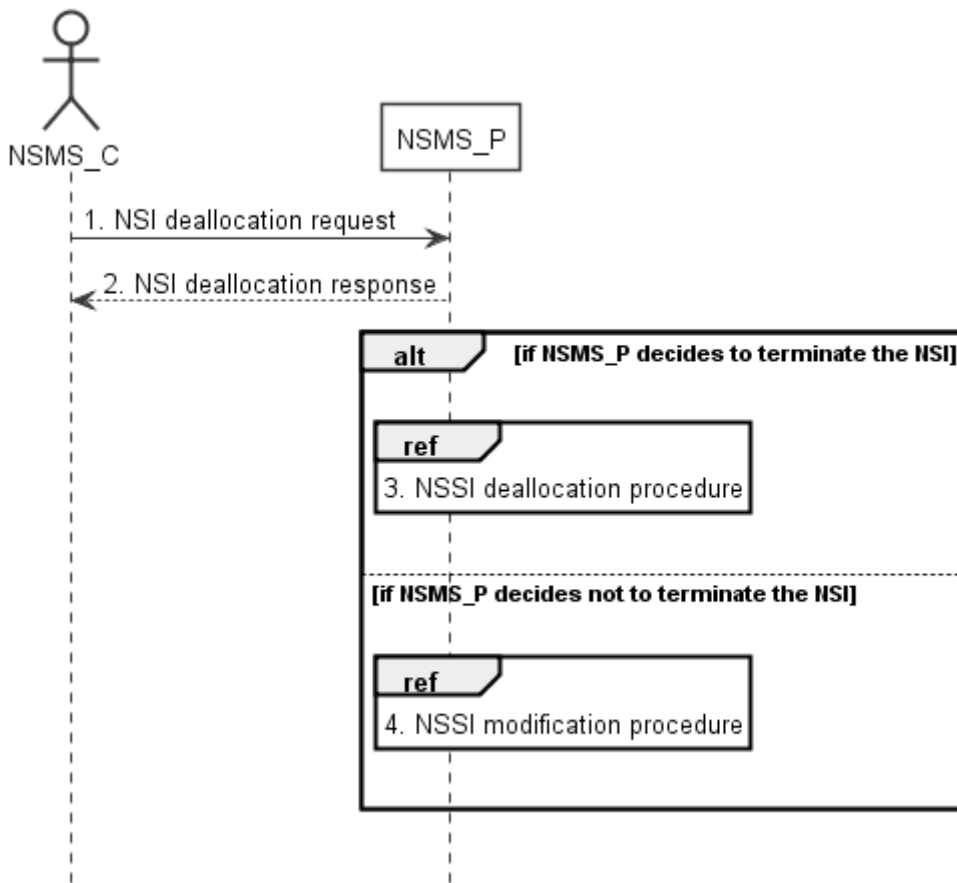 NSMS_C
NSMS_P
1. NSI deallocation request
2. NSI deallocation response
alt [if NSMS_P decides to terminate the NSI]
ref
3. NSSI deallocation procedure
[if NSMS_P decides not to terminate the NSI]
ref
4. NSSI modification procedure